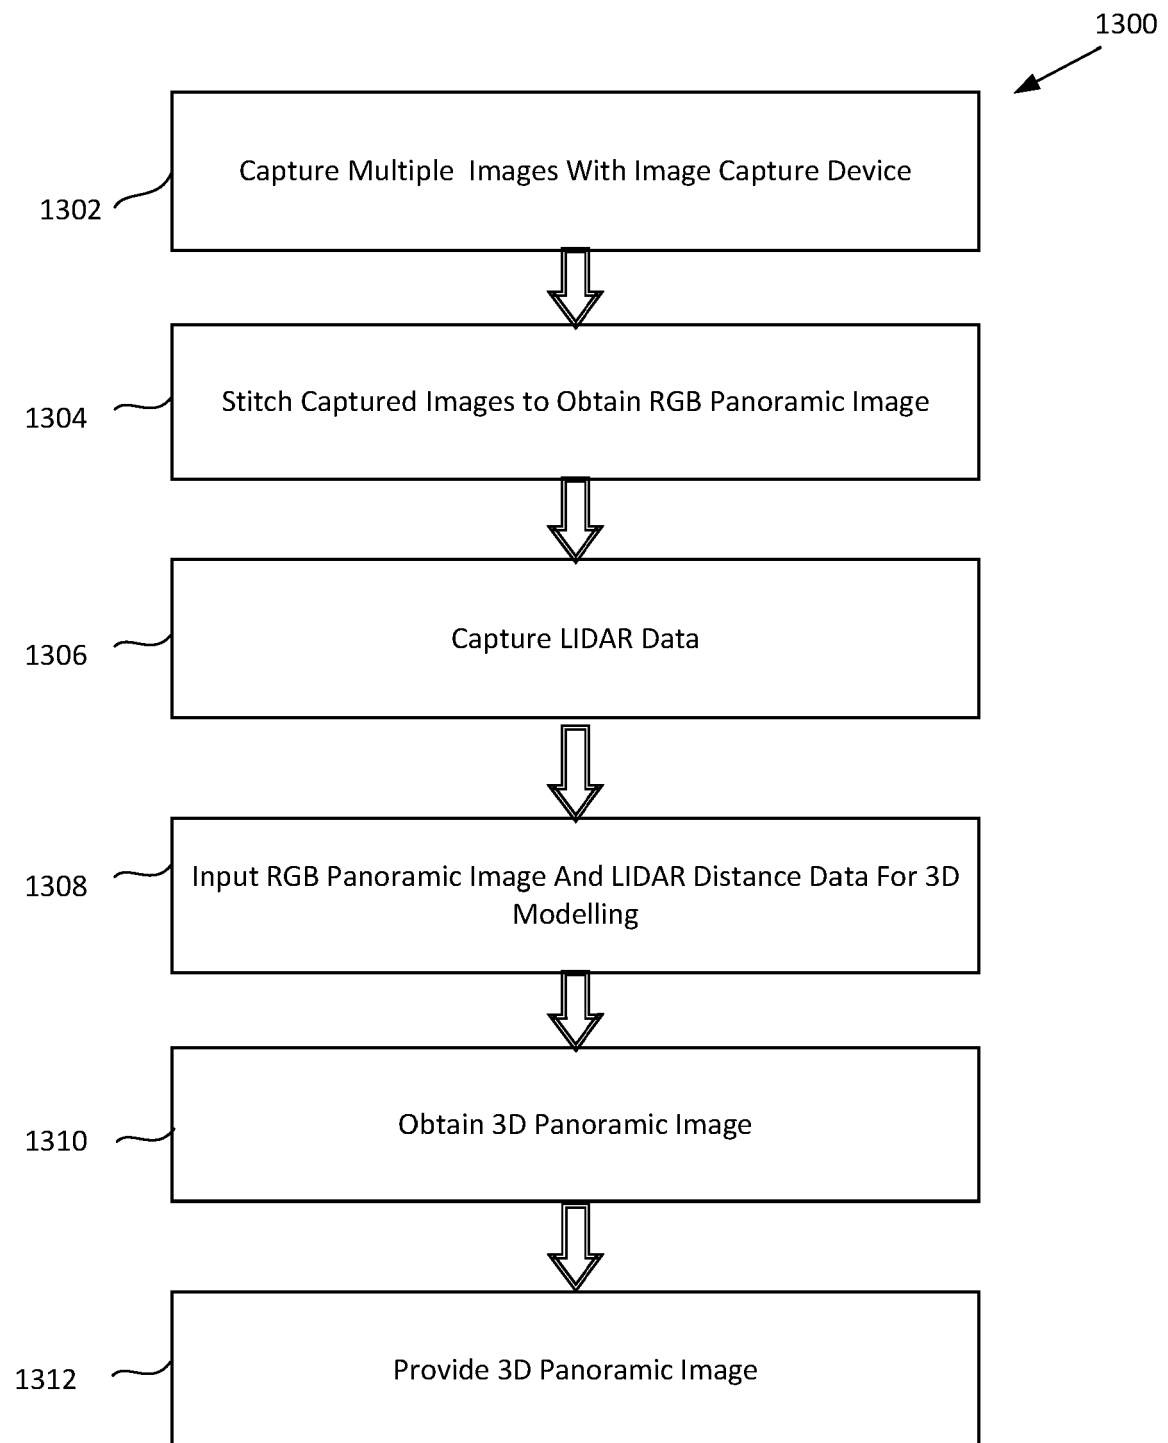 1300
Capture Multiple  Images With Image Capture Device
1302
Stitch Captured Images to Obtain RGB Panoramic Image
1304
Capture LIDAR Data
1306
Input RGB Panoramic Image And LIDAR Distance Data For 3D
Modelling
1308
Obtain 3D Panoramic Image
1310
Provide 3D Panoramic Image
1312